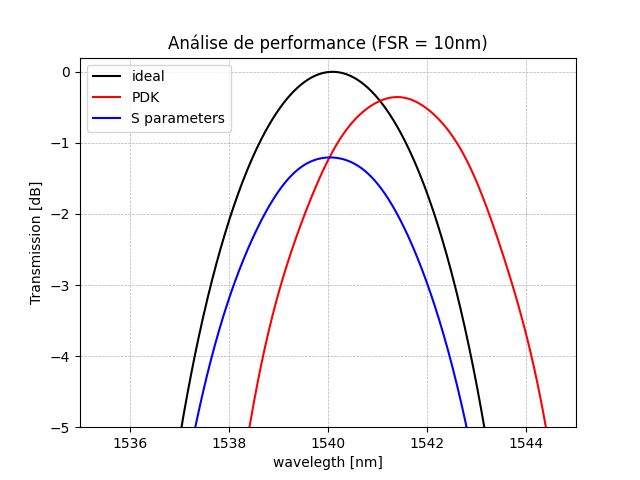 Análise de performance (FSR = 10nm)
ideal
PDK
S parameters
Transmission [dB]
0
−1
−2
−3
−4
−5
1536
1538
1540
1542
1544
wavelegth [nm]